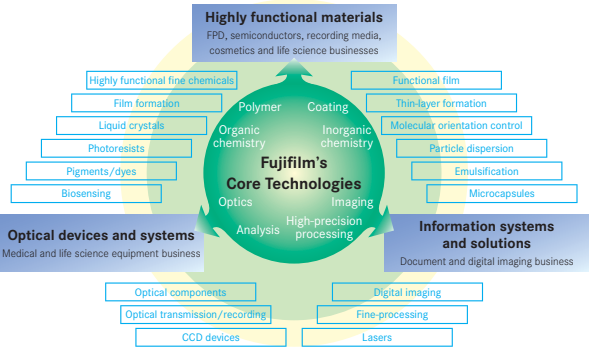 Highly functional materials
FPD, semiconductors, recording media,
cosmetics and life science businesses
Highly functional fine chemicals
Film formation
Liquid crystals
Photoresists
Pigments/dyes
Biosensing
Functional film
Thin-layer formation
Molecular orientation control
Particle dispersion
Emulsification
Microcapsules
Polymer
Coating
Organic
chemistry
Inorganic
chemistry
Fujifilm's
Core Technologies
Optics
Imaging
Analysis
High-precision
processing
Optical devices and systems
Medical and life science equipment business
Information systems
and solutions
Document and digital imaging business
Optical components
Optical transmission/recording
CCD devices
Digital imaging
Fine-processing
Lasers